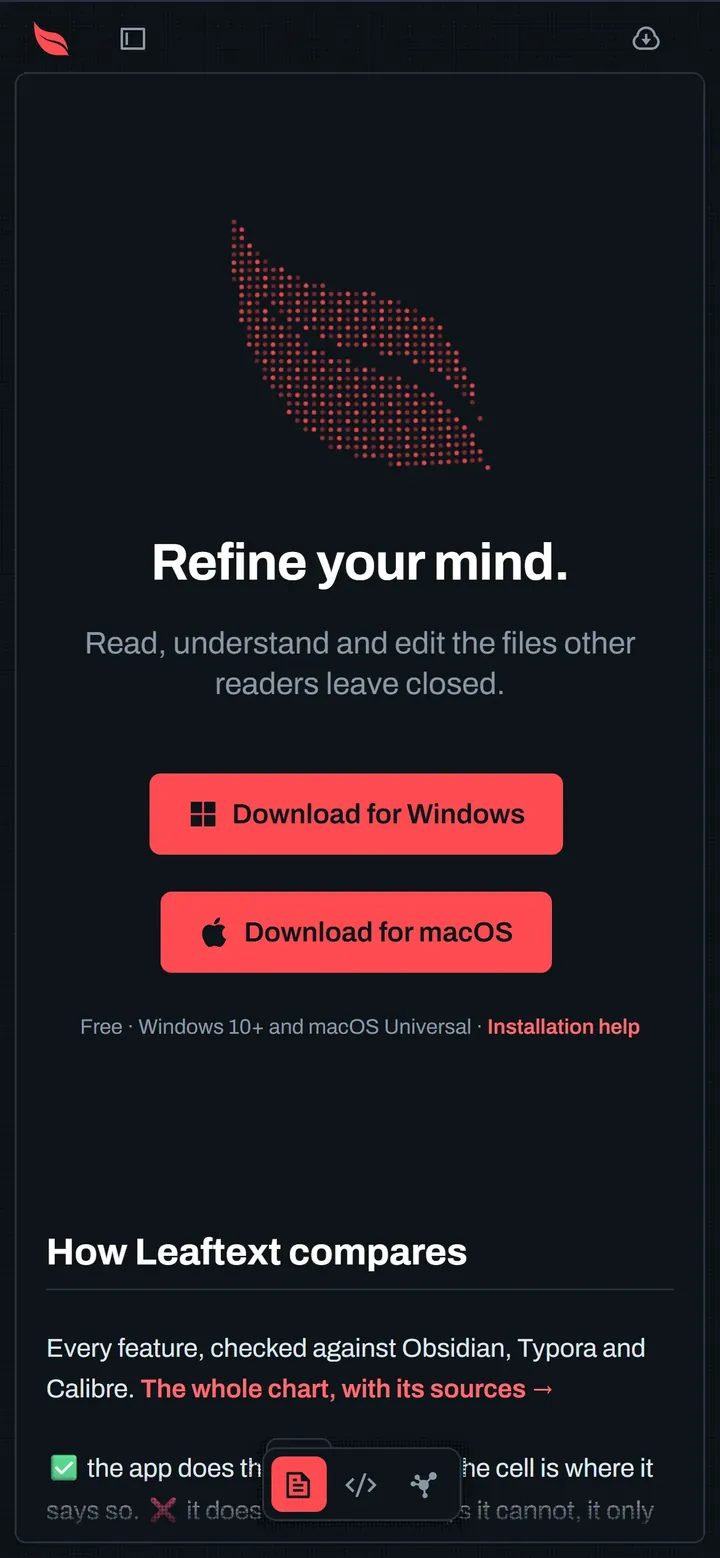 Refine your mind.
Read, understand and edit the files other
readers leave closed.
Download for Windows
Download for macOS
Free · Windows 10+ and macOS Universal · Installation help
How Leaftext compares
Every feature, checked against Obsidian, Typora and
Calibre. The whole chart, with its sources →
✅ the app does he cell is where it
says so. ❌ it does it cannot, it only